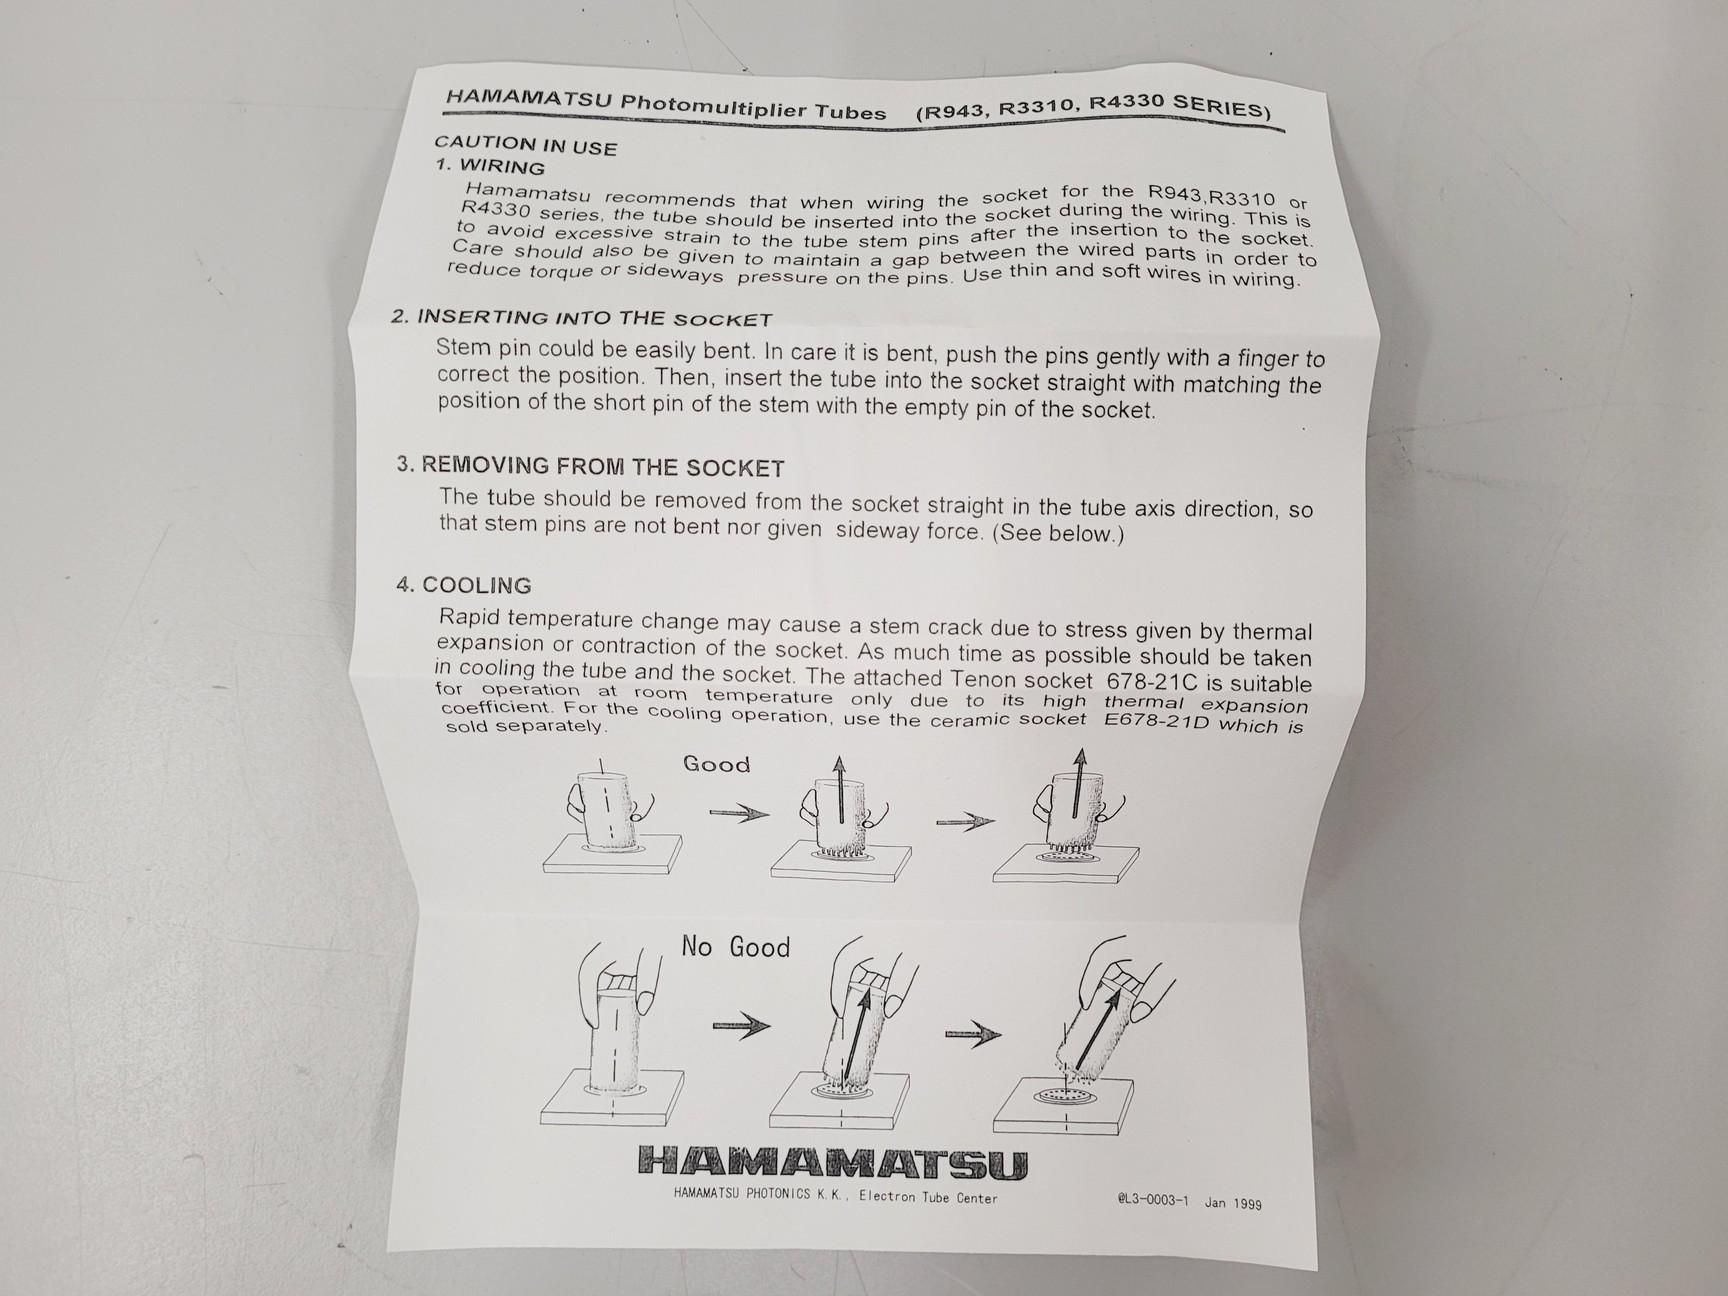 HAMAMATSU Photomultiplier Tubes (R943, R3310, R4330 SERIES)
CAUTION IN USE
1. WIRING
Hamamatsu recommends that when wiring the socket for the R943,R3310 or
R4330 series, the tube should be inserted into the socket during the wiring. This is
to avoid excessive strain to the tube stem pins after the insertion to the socket.
Care should also be given to maintain a gap between the wired parts in order to
reduce torque or sideways pressure on the pins. Use thin and soft wires in wiring.
2. INSERTING INTO THE SOCKET
Stem pin could be easily bent. In care it is bent, push the pins gently with a finger to
correct the position. Then, insert the tube into the socket straight with matching the
position of the short pin of the stem with the empty pin of the socket.
3. REMOVING FROM THE SOCKET
The tube should be removed from the socket straight in the tube axis direction, so
that stem pins are not bent nor given sideway force. (See below.)
4. COOLING
Rapid temperature change may cause a stem crack due to stress given by thermal
expansion or contraction of the socket. As much time as possible should be taken
in cooling the tube and the socket. The attached Tenon socket 678-21C is suitable
for operation at room temperature only due to its high thermal expansion
coefficient. For the cooling operation, use the ceramic socket E678-21D which is
sold separately.
Good
No Good
HAMAMATSU
HAMAMATSU PHOTONICS K.K., Electron Tube Center
@L3-0003-1 Jan 1999